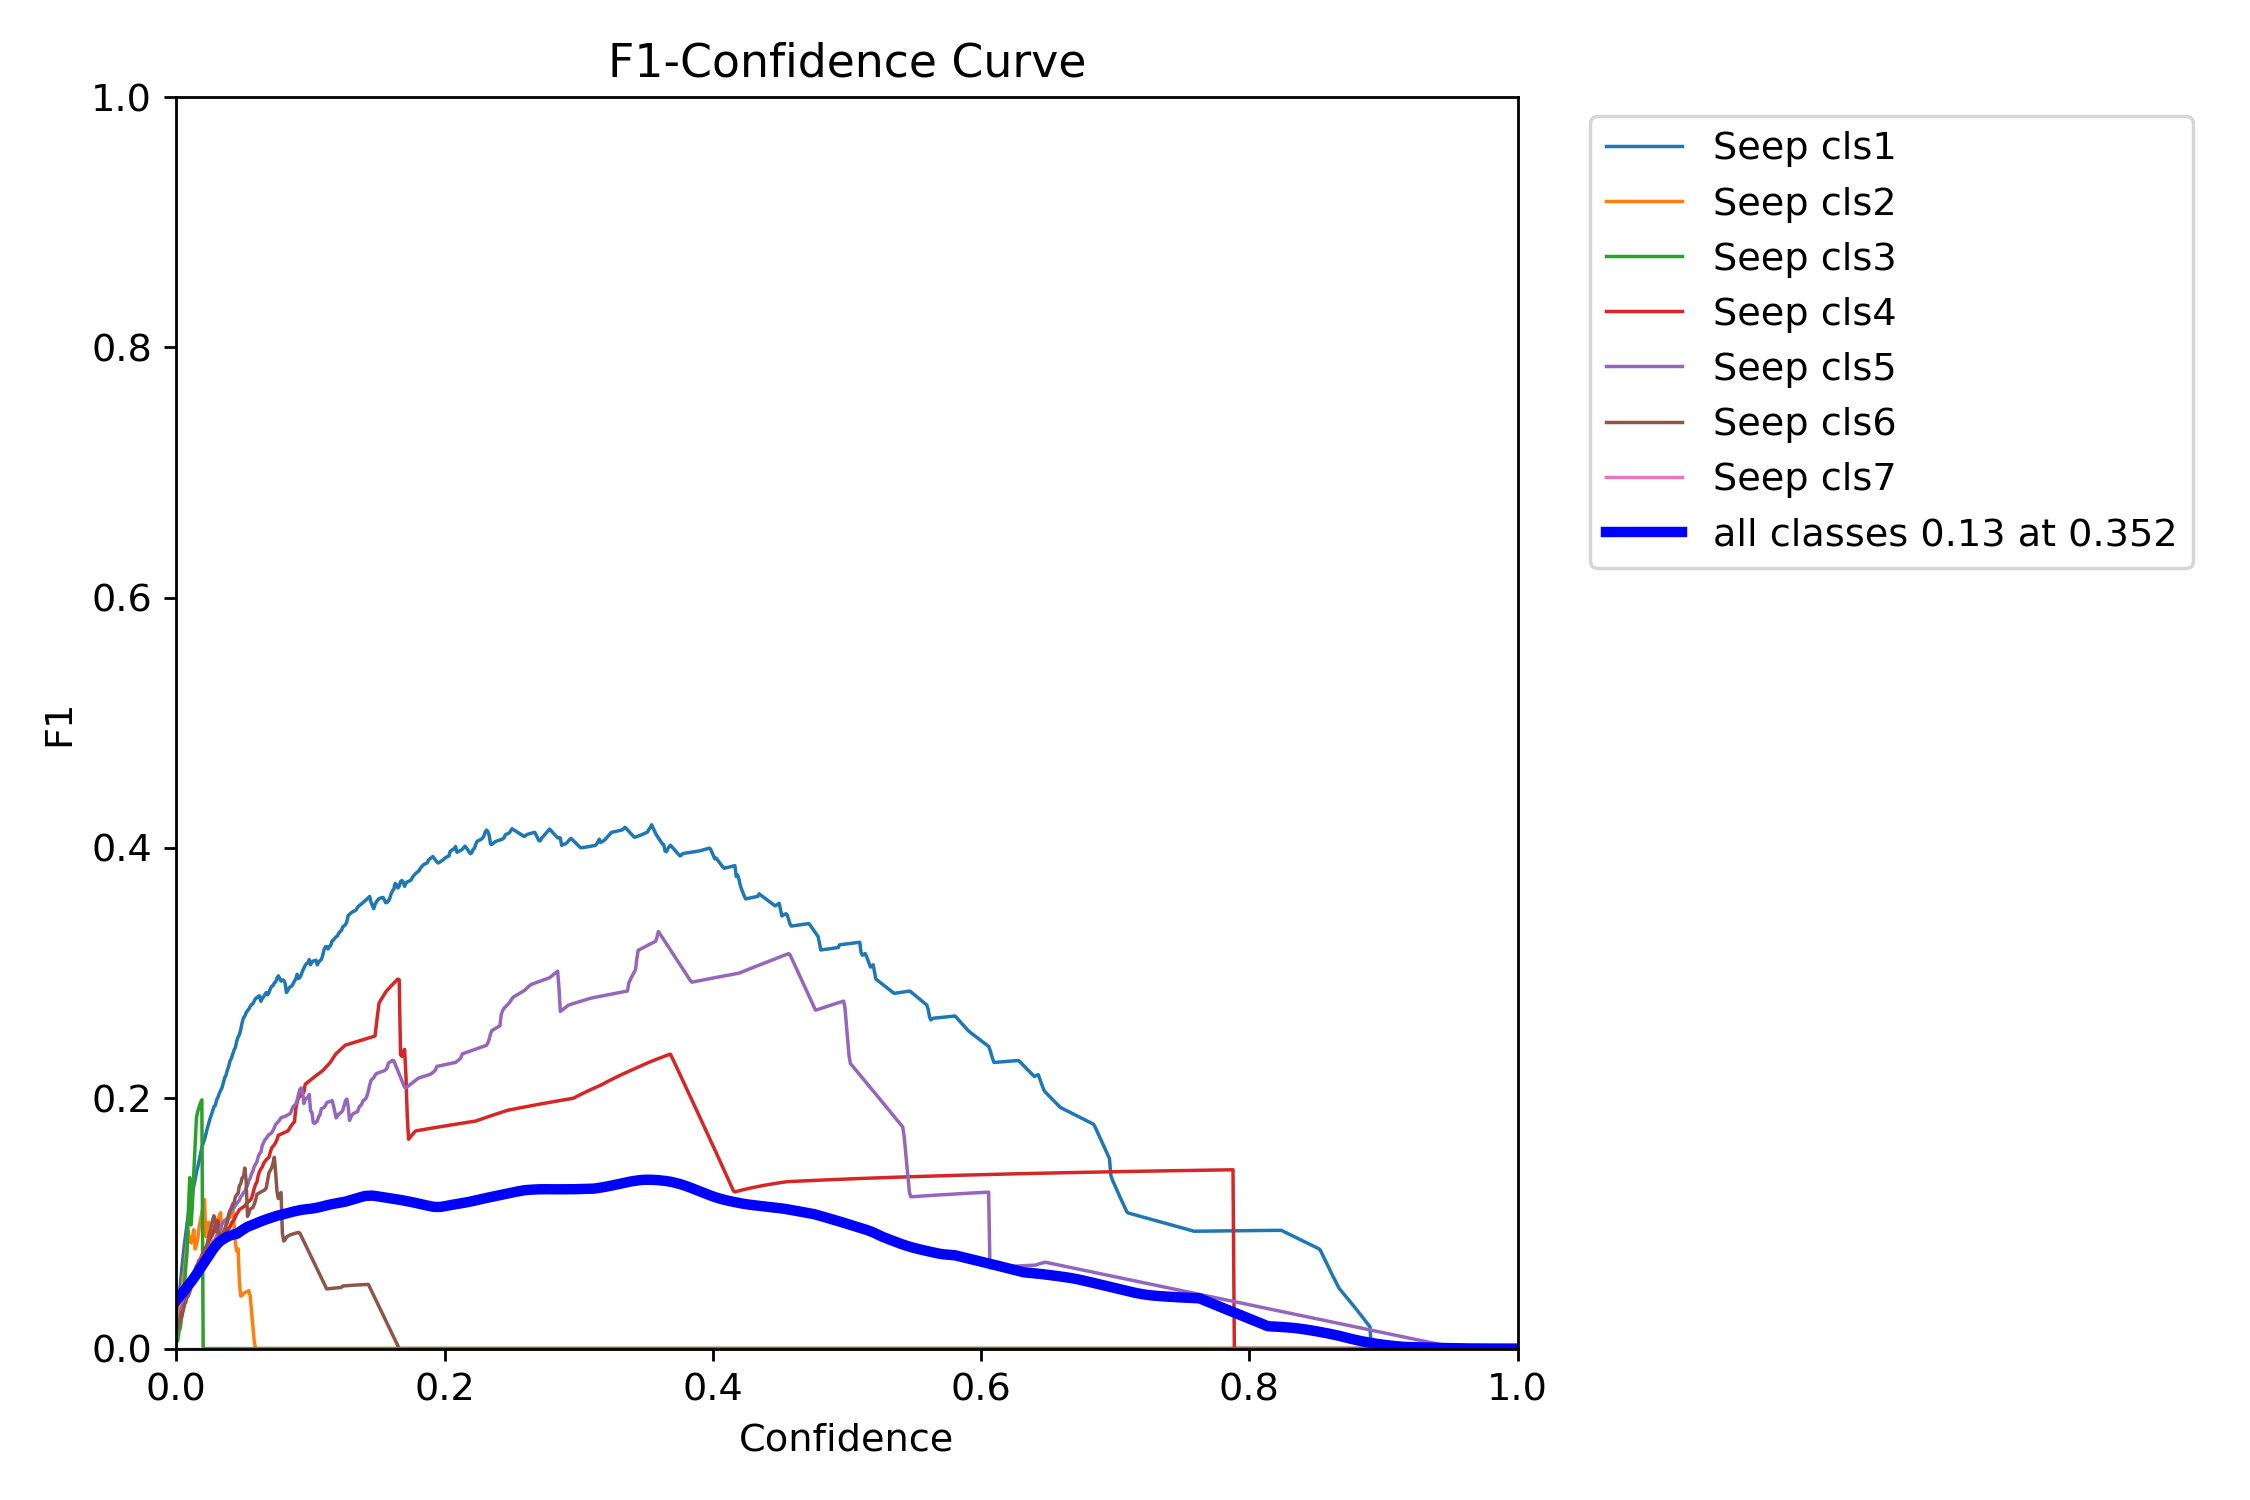 F1-Confidence Curve
1.0
0.8
0.6
0.4
0.2
0.0
F1
0.0 0.2 0.4 0.6 0.8 1.0
Confidence
Seep cls1
Seep cls2
Seep cls3
Seep cls4
Seep cls5
Seep cls6
Seep cls7
all classes 0.13 at 0.352